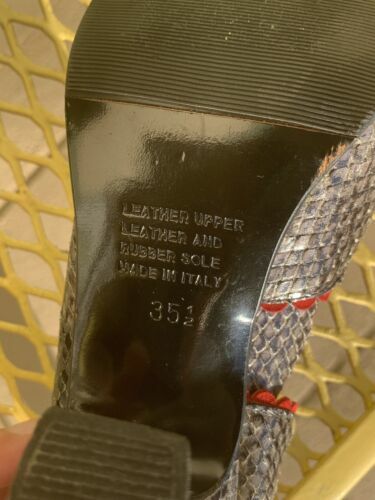 LEATHER UPPER
LEATHER AND
RUBBER SOLE
MADE IN ITALY
35½